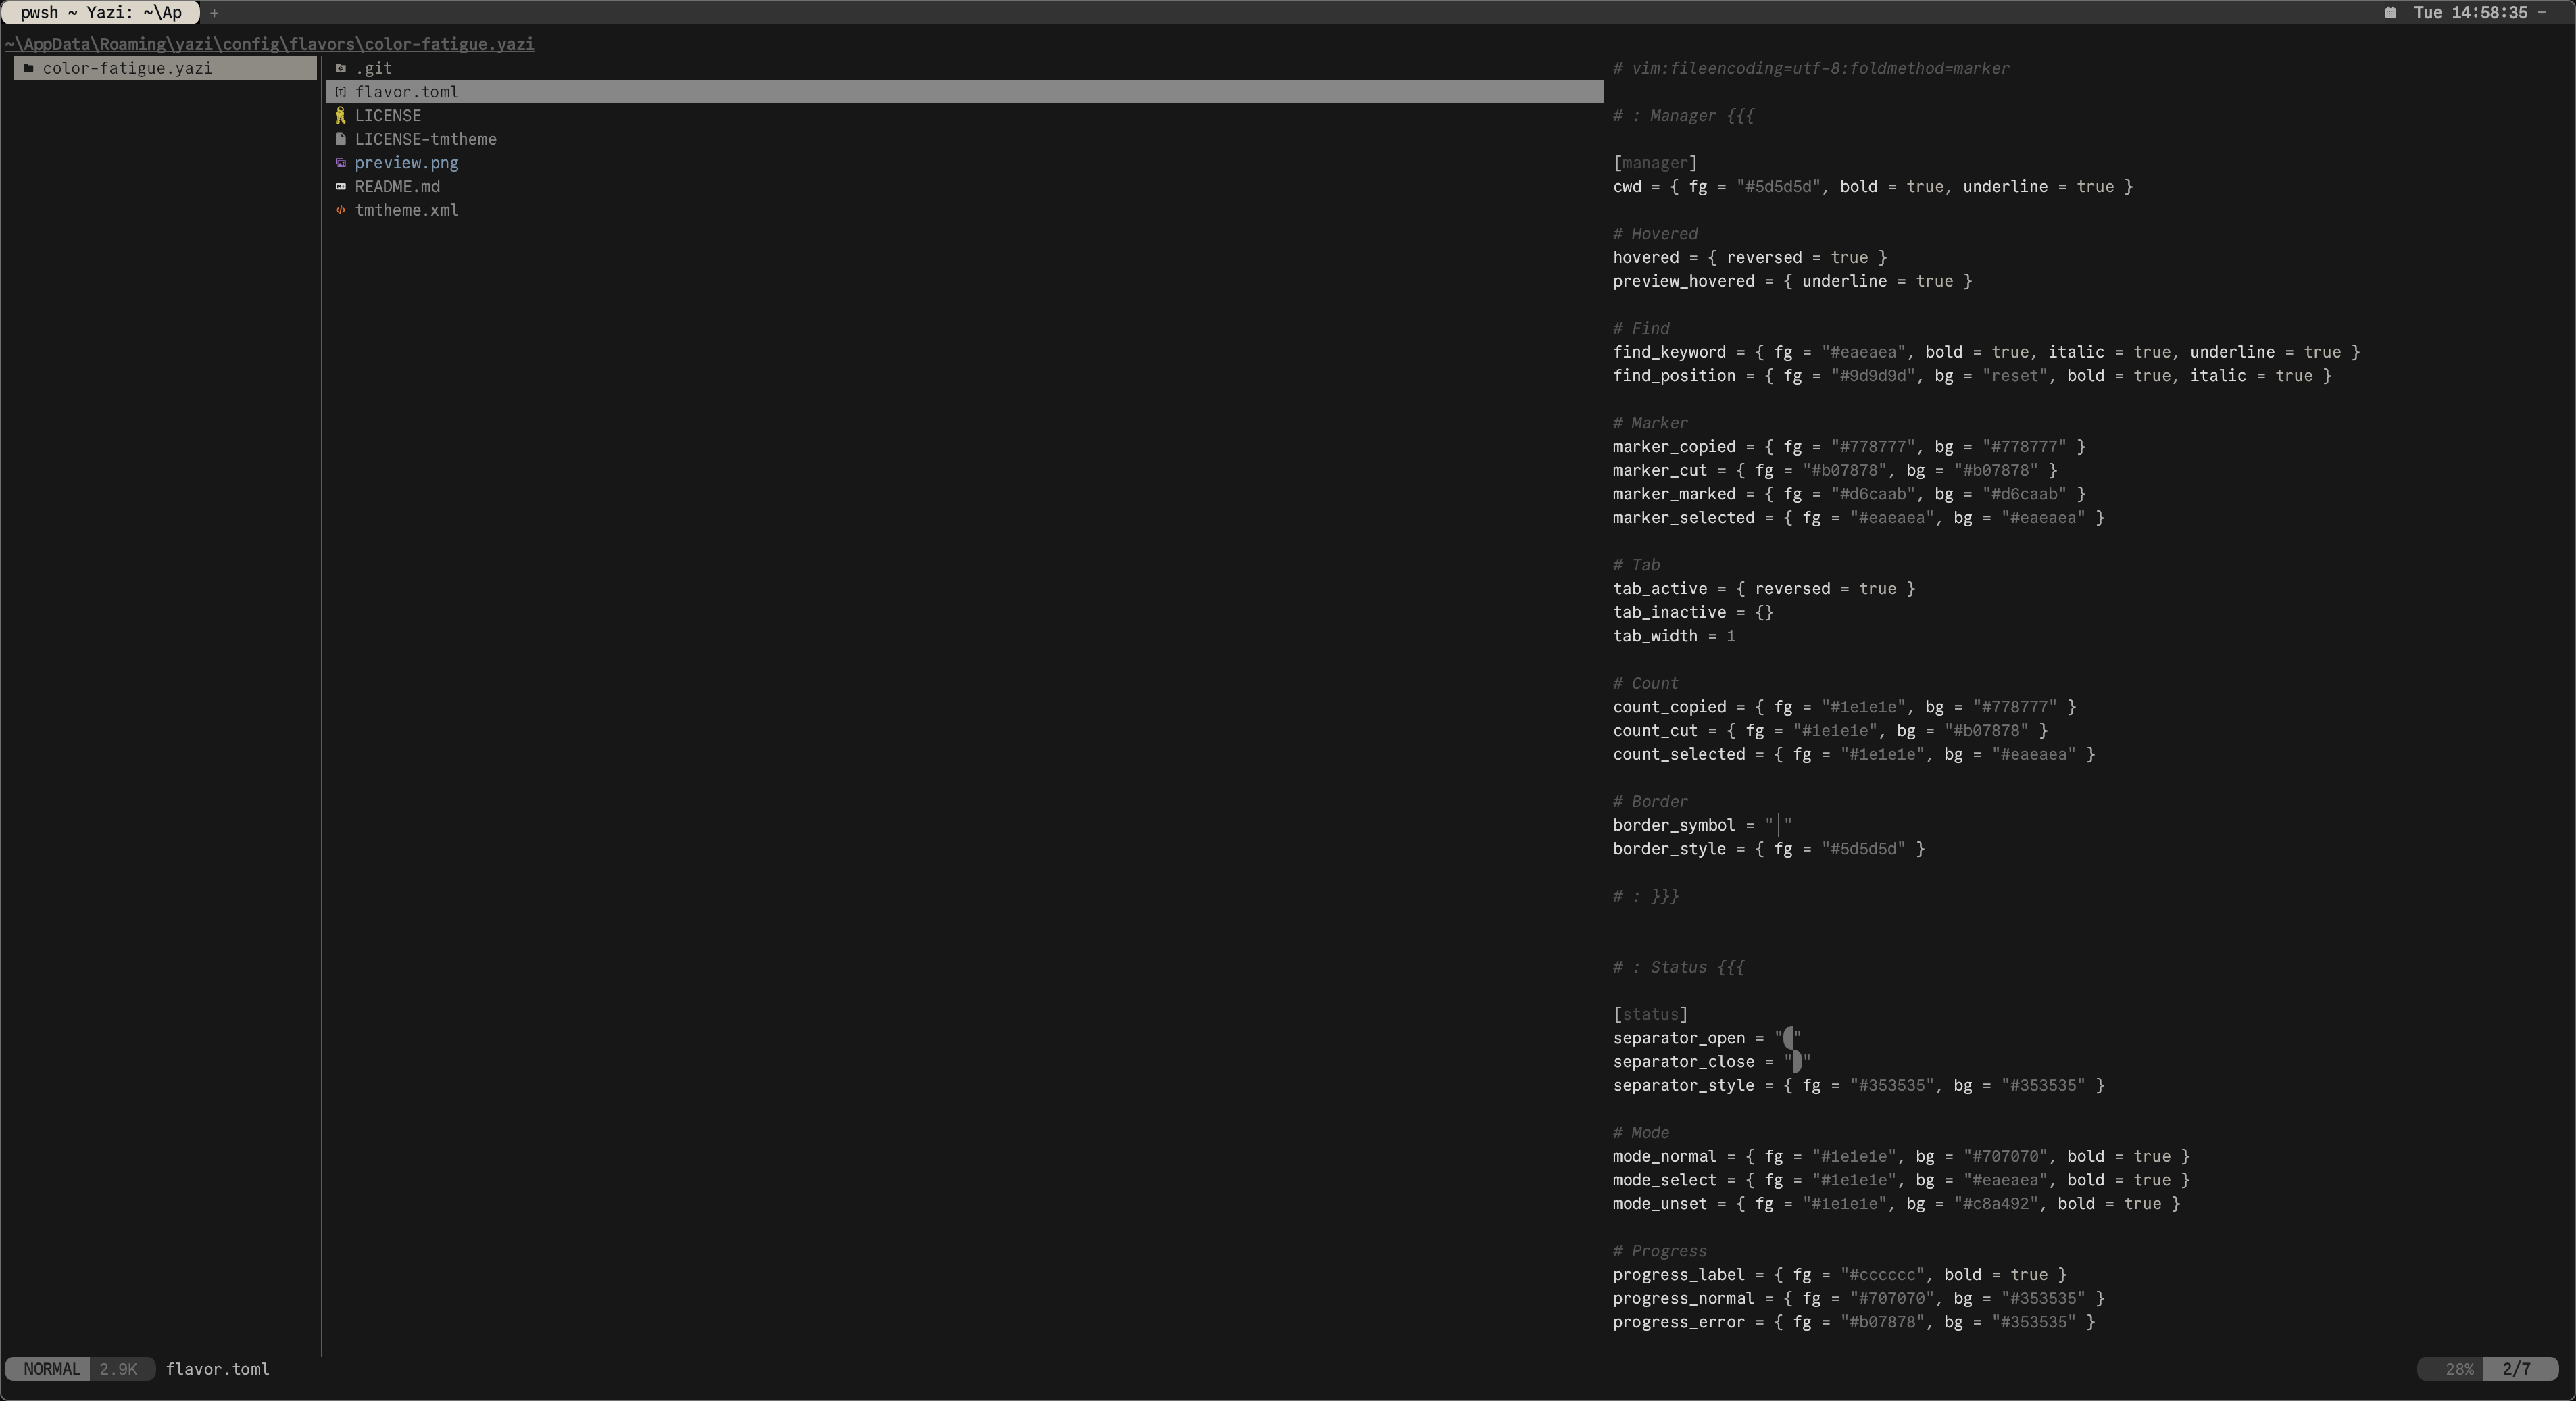 pwsh ~ Yazi: ~\Ap +
Tue 14:58:35 -
~\AppData\Roaming\yazi\config\flavors\color-fatigue.yazi
color-fatigue.yazi
.git
flavor.toml
LICENSE
LICENSE-tmtheme
preview.png
README.md
tmtheme.xml
# vim:fileencoding=utf-8:foldmethod=marker
# : Manager {{{
[manager]
cwd = { fg = "#5d5d5d", bold = true, underline = true }
# Hovered
hovered = { reversed = true }
preview_hovered = { underline = true }
# Find
find_keyword = { fg = "#eaeaea", bold = true, italic = true, underline = true }
find_position = { fg = "#9d9d9d", bg = "reset", bold = true, italic = true }
# Marker
marker_copied = { fg = "#778777", bg = "#778777" }
marker_cut = { fg = "#b07878", bg = "#b07878" }
marker_marked = { fg = "#d6caab", bg = "#d6caab" }
marker_selected = { fg = "#eaeaea", bg = "#eaeaea" }
# Tab
tab_active = { reversed = true }
tab_inactive = {}
tab_width = 1
# Count
count_copied = { fg = "#1e1e1e", bg = "#778777" }
count_cut = { fg = "#1e1e1e", bg = "#b07878" }
count_selected = { fg = "#1e1e1e", bg = "#eaeaea" }
# Border
border_symbol = "│"
border_style = { fg = "#5d5d5d" }
# : }}}
# : Status {{{
[status]
separator_open = ""
separator_close = ""
separator_style = { fg = "#353535", bg = "#353535" }
# Mode
mode_normal = { fg = "#1e1e1e", bg = "#707070", bold = true }
mode_select = { fg = "#1e1e1e", bg = "#eaeaea", bold = true }
mode_unset = { fg = "#1e1e1e", bg = "#c8a492", bold = true }
# Progress
progress_label = { fg = "#cccccc", bold = true }
progress_normal = { fg = "#707070", bg = "#353535" }
progress_error = { fg = "#b07878", bg = "#353535" }
NORMAL 2.9K flavor.toml
28% 2/7